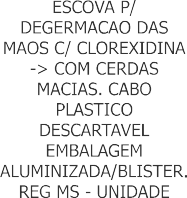 ESCOVA P/
DEGERMACAO DAS
MAOS C/ CLOREXIDINA
-> COM CERDAS
MACIAS. CABO
PLASTICO
DESCARTAVEL
EMBALAGEM
ALUMINIZADA/BLISTER.
REG MS - UNIDADE